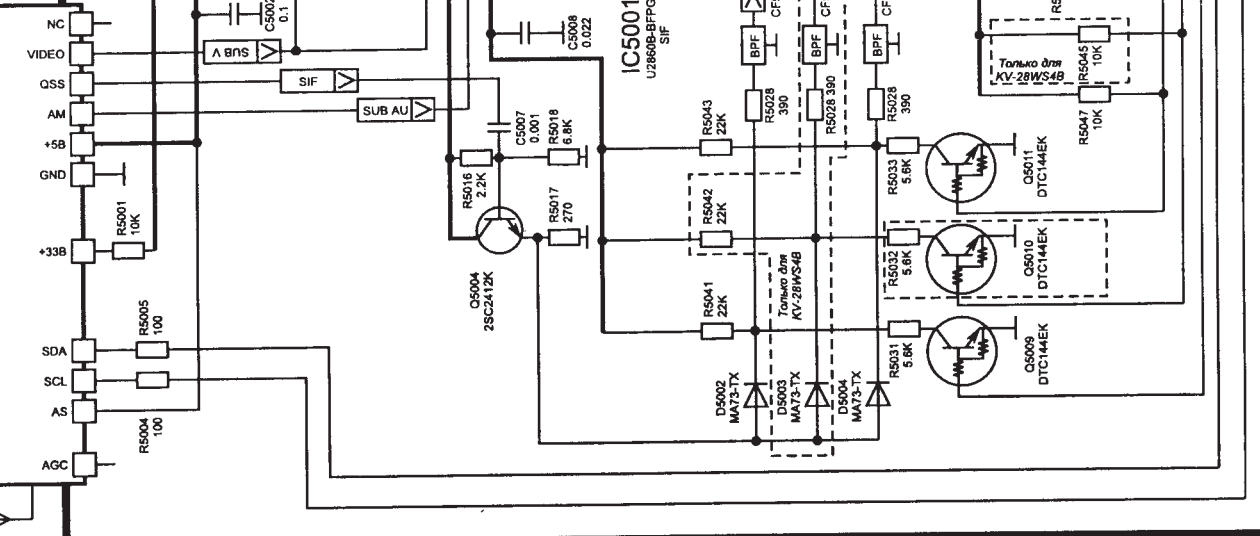 NC
VIDEO
QSS
AM
+5B
GND
+33B
SDA
SCL
AS
AGC
0.1
SUB V
SIF
SUB AU
R5001
10K
R5005
100
R5004
100
C5008
0.022
C5007
0.001
R5018
6.8K
R5016
2.2K
R5017
270
Q5004
2SC2412K
IC5001
U2860B-BFPG
SIF
BPF
BPF
BPF
R5028
390
R5028 390
R5028
390
R5043
22K
R5042
22K
R5041
22K
Только для
KV-28WS4B
D5002
MA73-TX
D5003
MA73-TX
D5004
MA73-TX
R5033
5.6K
R5032
5.6K
R5031
5.6K
Q5011
DTC144EK
Q5010
DTC144EK
Q5009
DTC144EK
Только для
KV-28WS4B
R5045
10K
R5047
10K